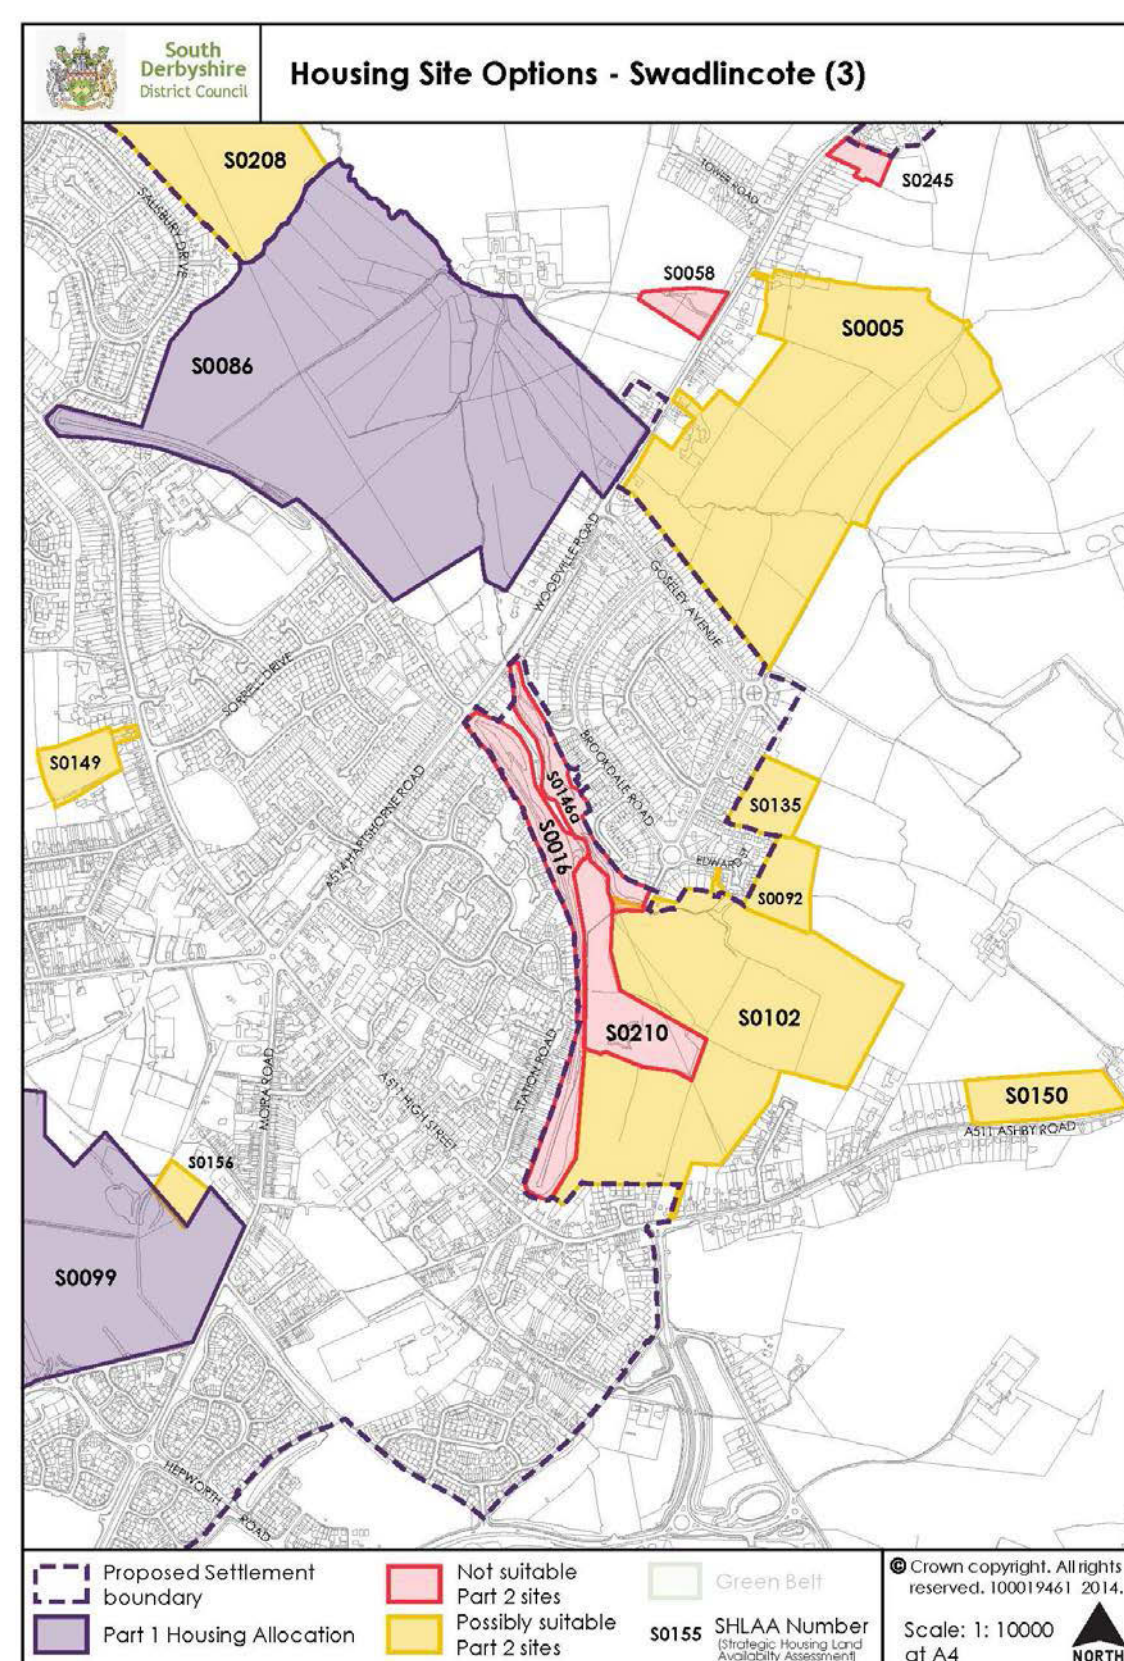 South
Derbyshire
District Council
Housing Site Options - Swadlincote (3)
S0208
S0245
TOWER ROAD
SALISBURY DRIVE
S0058
S0005
S0086
WOODVILLE ROAD
GOSELEY AVENUE
SORRELL DRIVE
S0149
BROOKDALE ROAD
S0146a
S0135
A514 HARTSHORNE ROAD
S0016
EDWARD ST
S0092
S0102
S0210
STATION ROAD
MOIRA ROAD
A511 HIGH STREET
S0150
A511 ASHBY ROAD
S0156
S0099
HEPWORTH ROAD
Proposed Settlement
boundary
Part 1 Housing Allocation
Not suitable
Part 2 sites
Possibly suitable
Part 2 sites
Green Belt
S0155 SHLAA Number
(Strategic Housing Land
Availability Assessment)
© Crown copyright. All rights
reserved. 100019461 2014.
Scale: 1: 10000
at A4
NORTH